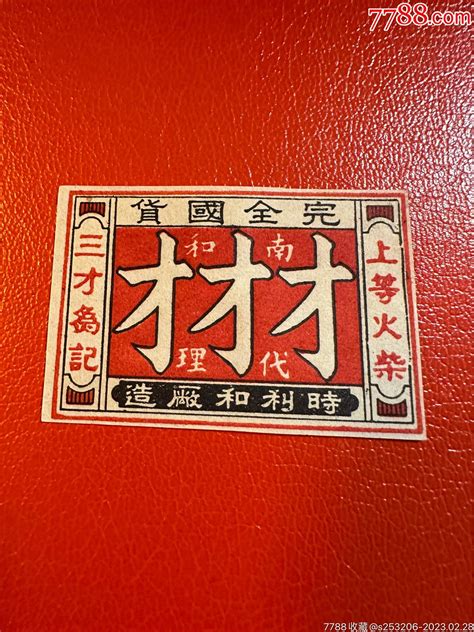 7788.com
完全國貨
上等火柴
南和
才才才
代理
三才為記
時利和廠造
7788收藏@s253206-2023.02.28